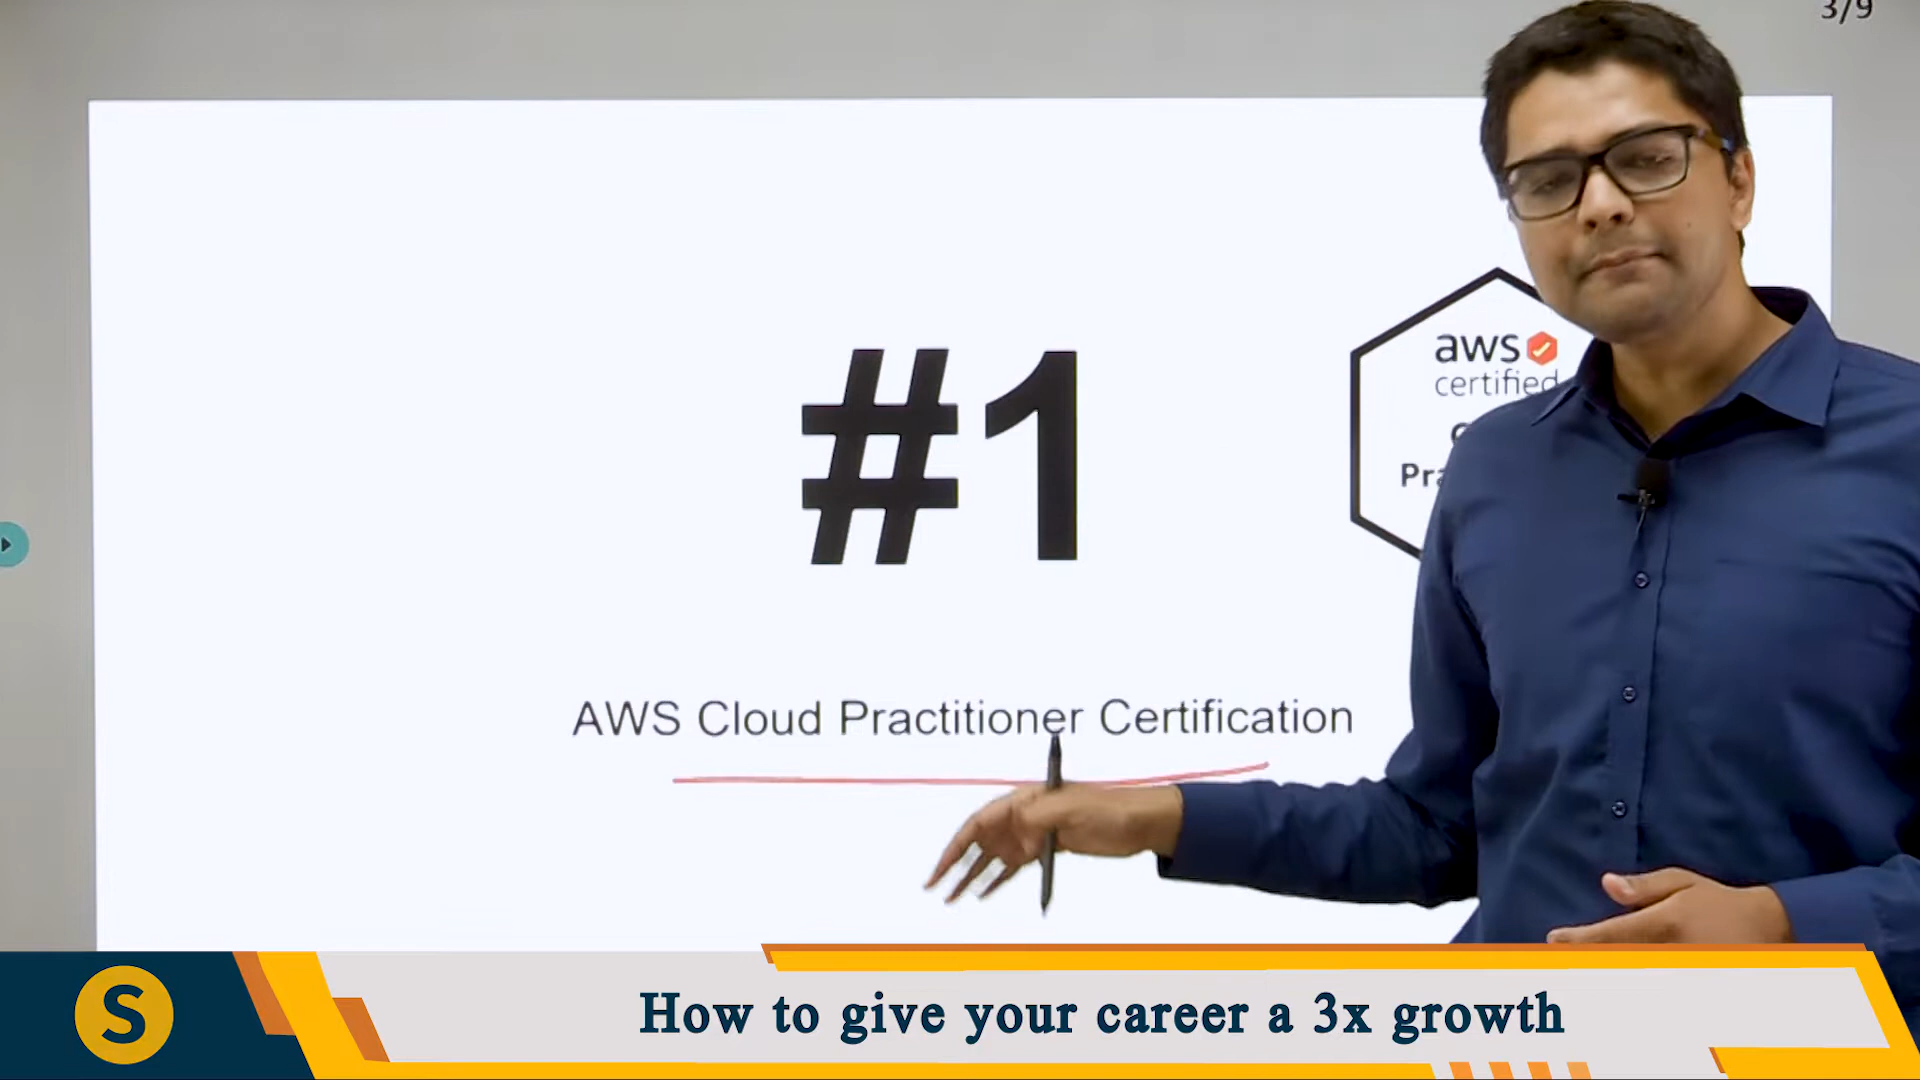 3/9
#1
aws
certified
AWS Cloud Practitioner Certification
S
How to give your career a 3x growth